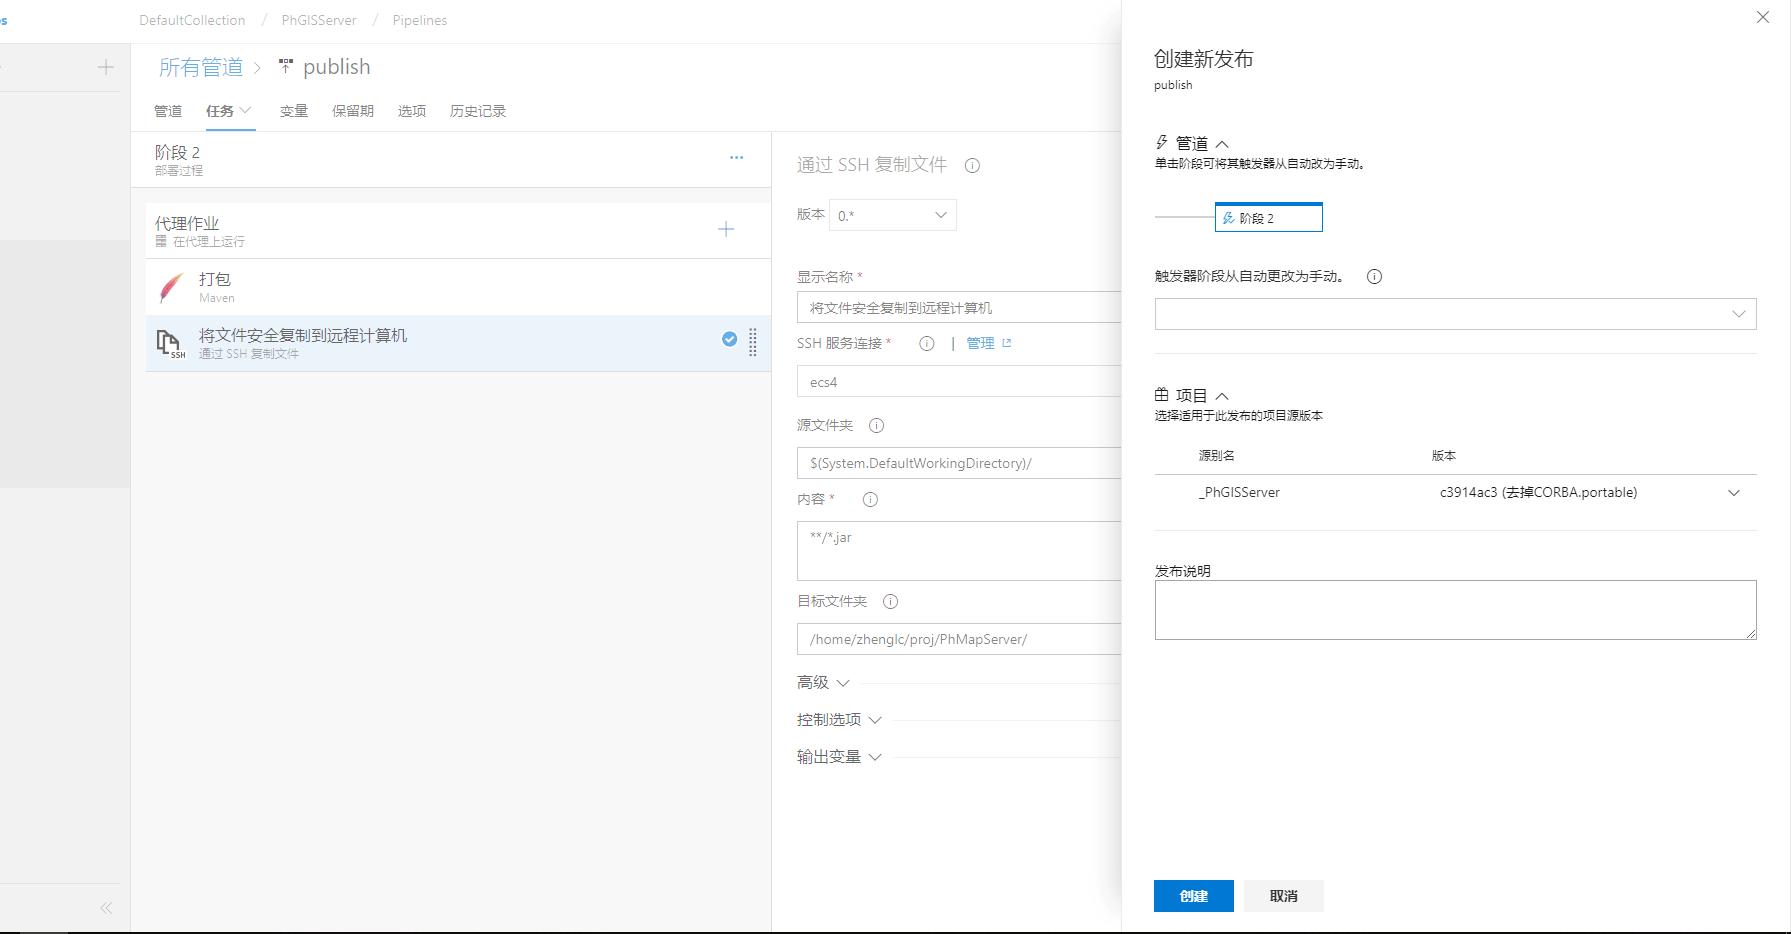 s
DefaultCollection / PhGISServer / Pipelines
所有管道 > publish
管道 任务 变量 保留期 选项 历史记录
阶段 2
部署过程
...
代理作业
在代理上运行
打包
Maven
将文件安全复制到远程计算机
通过 SSH 复制文件
SSH
通过 SSH 复制文件
版本 0.*
显示名称 *
将文件安全复制到远程计算机
SSH 服务连接 * | 管理
ecs4
源文件夹
$(System.DefaultWorkingDirectory)/
内容 *
**/*.jar
目标文件夹
/home/zhenglc/proj/PhMapServer/
高级
控制选项
输出变量
创建新发布
publish
管道
单击阶段可将其触发器从自动改为手动。
阶段 2
触发器阶段从自动更改为手动。
项目
选择适用于此发布的项目源版本
源别名 版本
_PhGISServer c3914ac3 (去掉CORBA.portable)
发布说明
创建 取消